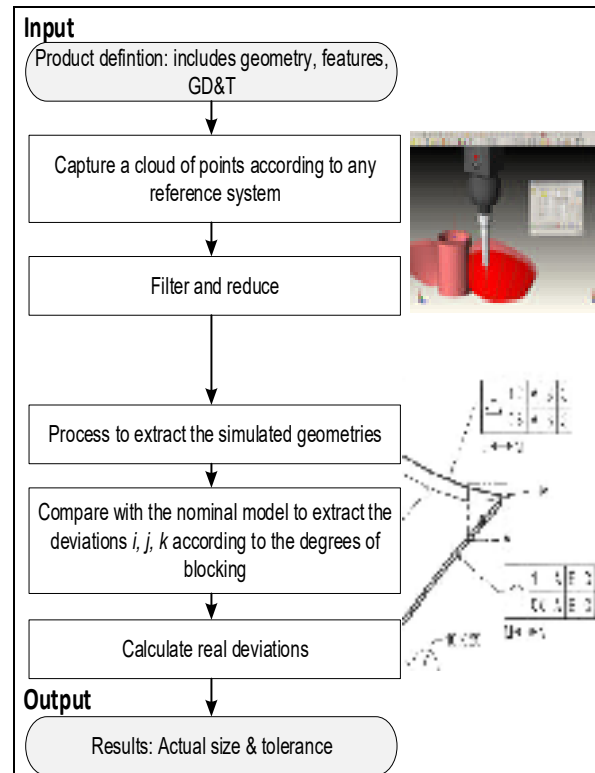 Input
Product defintion: includes geometry, features,
GD&T
Capture a cloud of points according to any
reference system
Filter and reduce
Process to extract the simulated geometries
Compare with the nominal model to extract the
deviations i, j, k according to the degrees of
blocking
Calculate real deviations
Output
Results: Actual size & tolerance